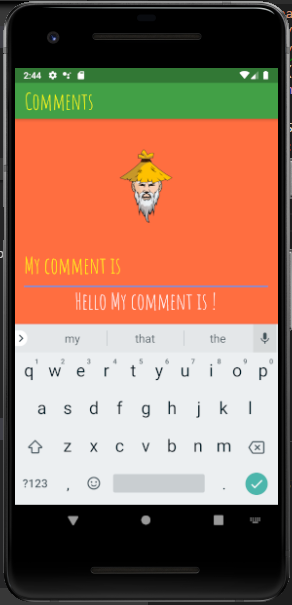 2:44
Comments
My comment is
Hello My comment is !
my that the
1 2 3 4 5 6 7 8 9 0
q w e r t y u i o p
a s d f g h j k l
z x c v b n m
?123 , .